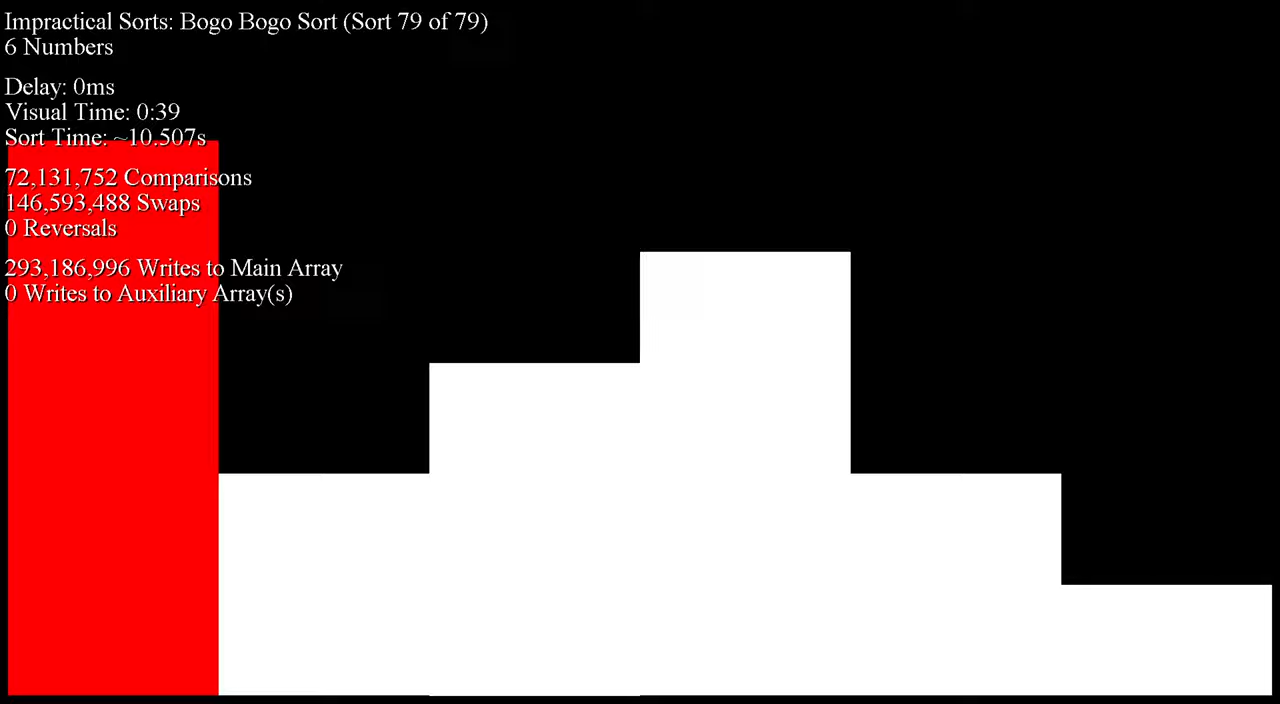 Impractical Sorts: Bogo Bogo Sort (Sort 79 of 79)
6 Numbers
Delay: 0ms
Visual Time: 0:39
Sort Time: ~10.507s
72,131,752 Comparisons
146,593,488 Swaps
0 Reversals
293,186,996 Writes to Main Array
0 Writes to Auxiliary Array(s)